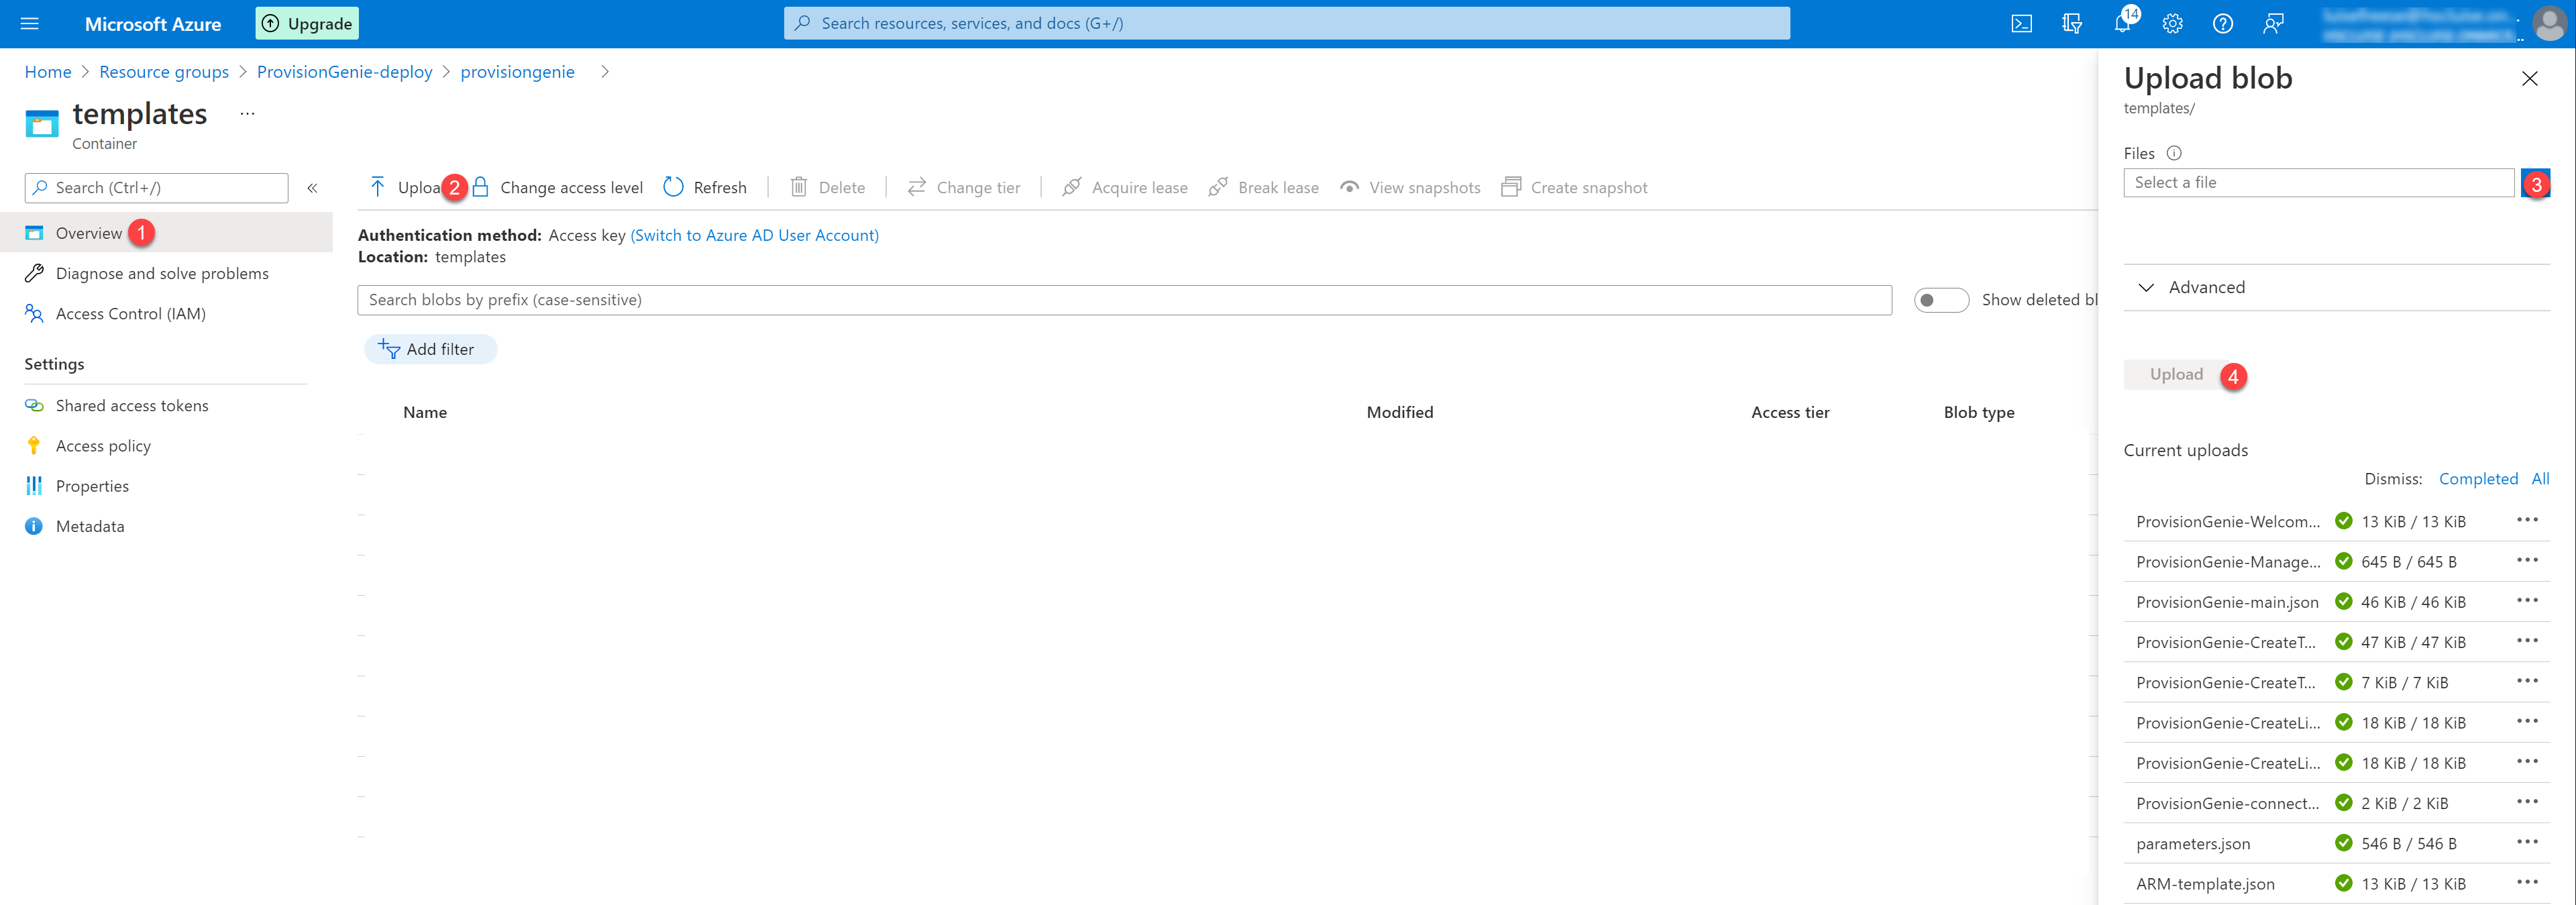 Microsoft Azure
Upgrade
Search resources, services, and docs (G+/)
14
Home > Resource groups > ProvisionGenie-deploy > provisiongenie >
templates ...
Container
Search (Ctrl+/) «
Overview 1
Diagnose and solve problems
Access Control (IAM)
Settings
Shared access tokens
Access policy
Properties
Metadata
Uploa 2 Change access level Refresh Delete Change tier Acquire lease Break lease View snapshots Create snapshot
Authentication method: Access key (Switch to Azure AD User Account)
Location: templates
Search blobs by prefix (case-sensitive)
Show deleted bl
Add filter
Name Modified Access tier Blob type
Upload blob
templates/
Files
Select a file 3
Advanced
Upload 4
Current uploads
Dismiss: Completed All
ProvisionGenie-Welcom... 13 KiB / 13 KiB ...
ProvisionGenie-Manage... 645 B / 645 B ...
ProvisionGenie-main.json 46 KiB / 46 KiB ...
ProvisionGenie-CreateT... 47 KiB / 47 KiB ...
ProvisionGenie-CreateT... 7 KiB / 7 KiB ...
ProvisionGenie-CreateLi... 18 KiB / 18 KiB ...
ProvisionGenie-CreateLi... 18 KiB / 18 KiB ...
ProvisionGenie-connect... 2 KiB / 2 KiB ...
parameters.json 546 B / 546 B ...
ARM-template.json 13 KiB / 13 KiB ...